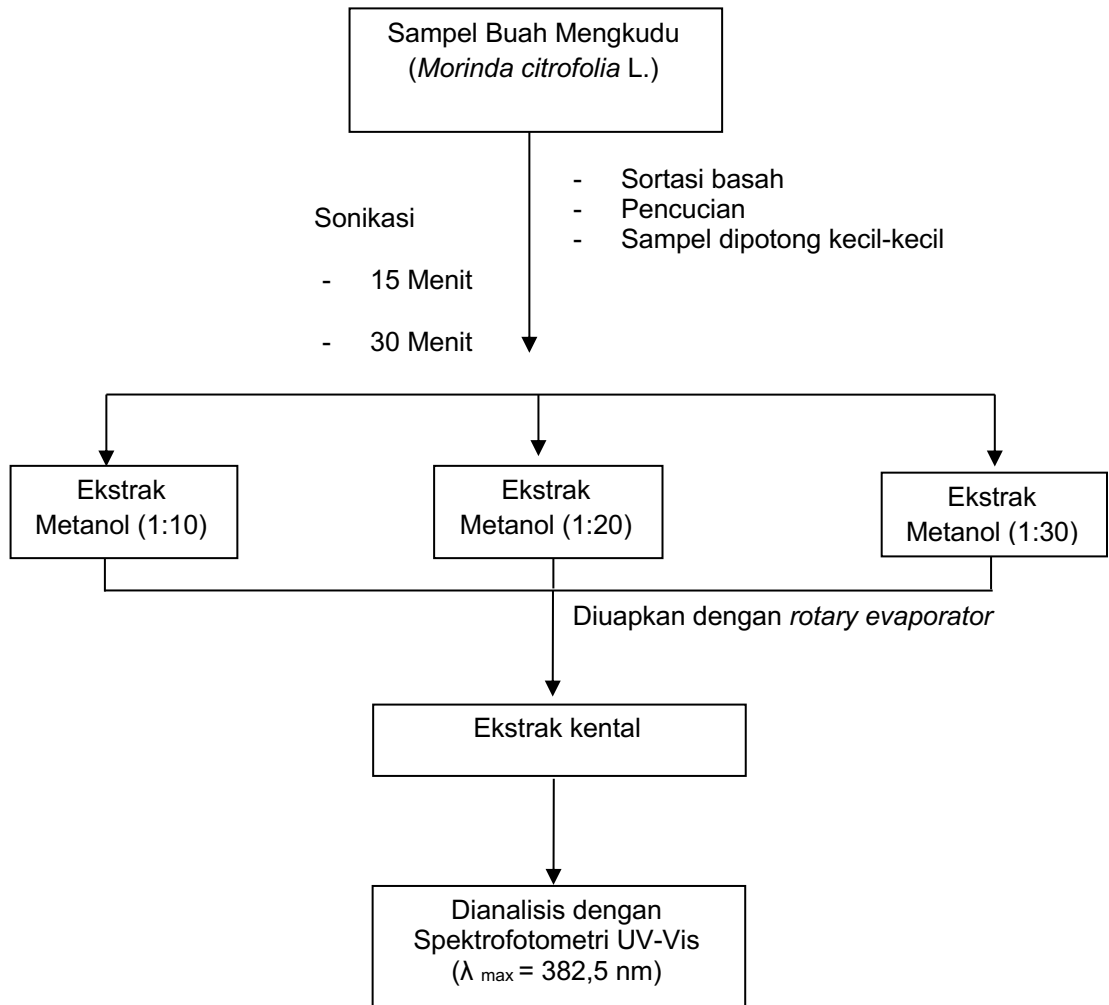 Sampel Buah Mengkudu
(Morinda citrofolia L.)
- Sortasi basah
- Pencucian
- Sampel dipotong kecil-kecil
Sonikasi
- 15 Menit
- 30 Menit
Ekstrak
Metanol (1:10)
Ekstrak
Metanol (1:20)
Ekstrak
Metanol (1:30)
Diuapkan dengan rotary evaporator
Ekstrak kental
Dianalisis dengan
Spektrofotometri UV-Vis
(λ max = 382,5 nm)